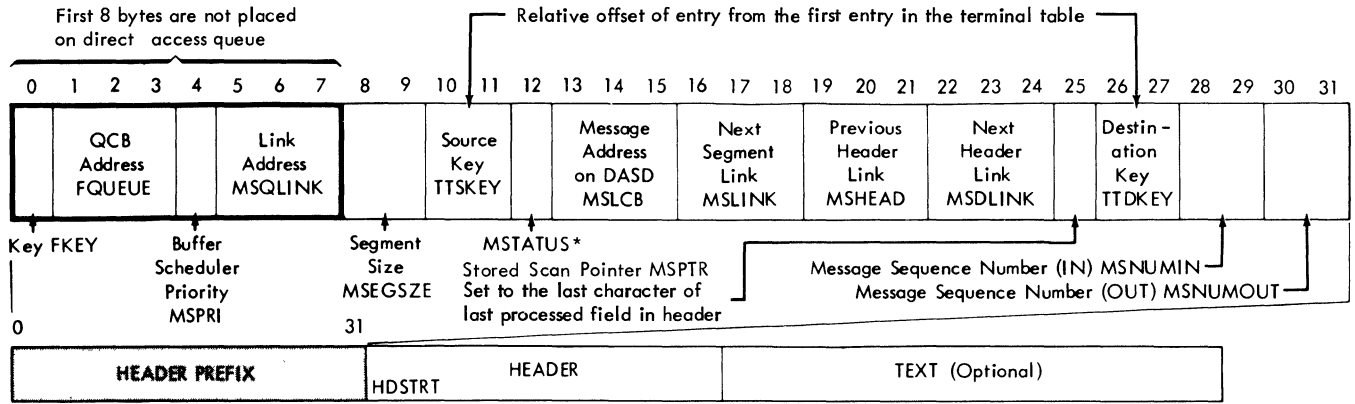 First 8 bytes are not placed
on direct access queue
Relative offset of entry from the first entry in the terminal table
0 1 2 3 4 5 6 7 8 9 10 11 12 13 14 15 16 17 18 19 20 21 22 23 24 25 26 27 28 29 30 31
QCB
Address
FQUEUE
Link
Address
MSQLINK
Source
Key
TTSKEY
Message
Address
on DASD
MSLCB
Next
Segment
Link
MSLINK
Previous
Header
Link
MSHEAD
Next
Header
Link
MSDLINK
Destin-
ation
Key
TTDKEY
Key FKEY
Buffer
Scheduler
Priority
MSPRI
Segment
Size
MSEGSZE
MSTATUS*
Stored Scan Pointer MSPTR
Set to the last character of
last processed field in header
Message Sequence Number (IN) MSNUMIN
Message Sequence Number (OUT) MSNUMOUT
0 31
HEADER PREFIX
HDSTRT
HEADER
TEXT (Optional)